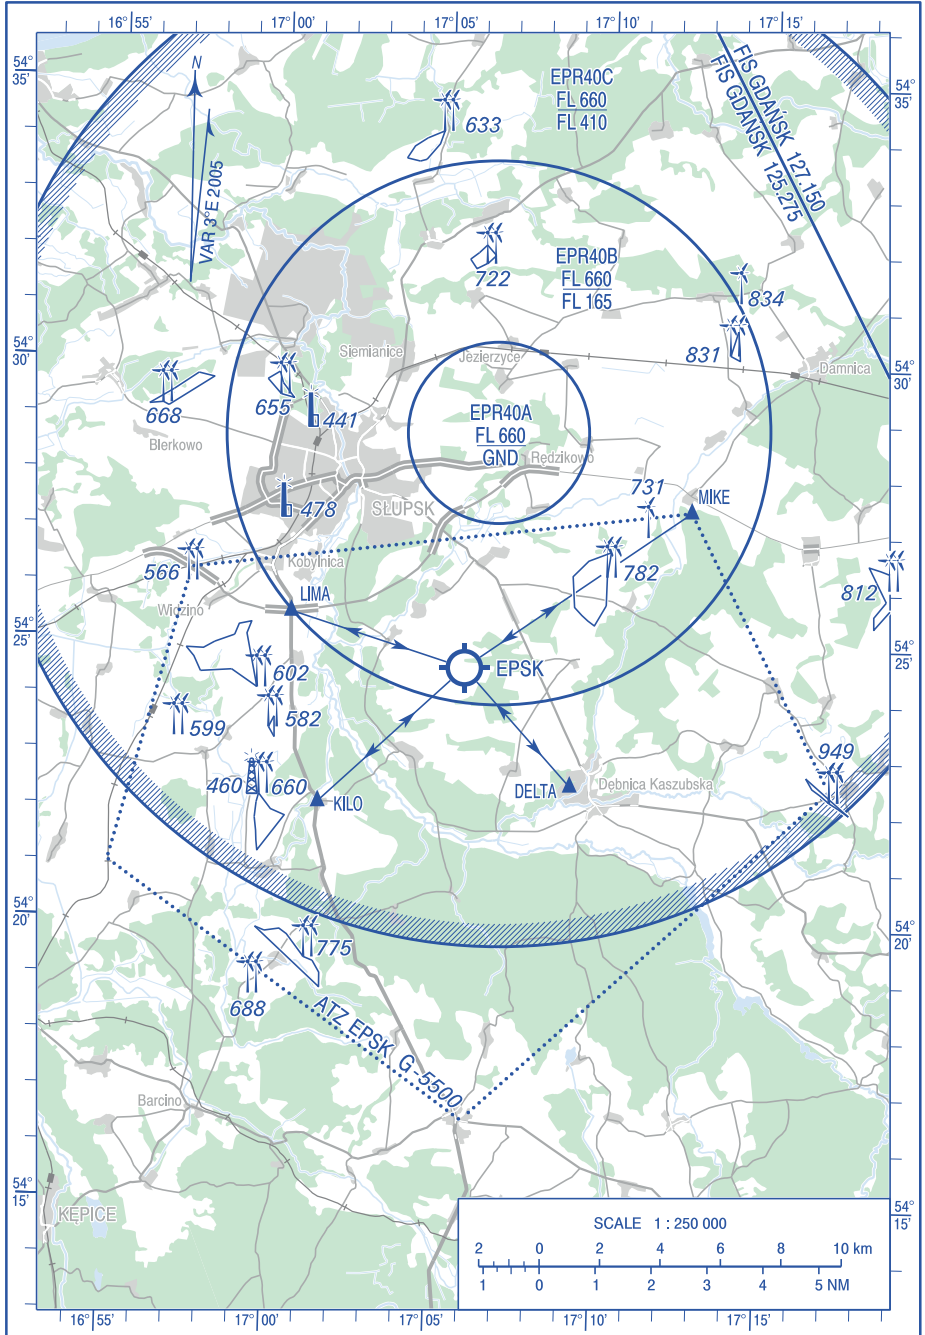 16°55'
17°00'
17°05'
17°10'
17°15'
54°
35'
54°
35'
N
VAR 3°E 2005
633
EPR40C
FL 660
FL 410
FIS GDAŃSK 127.150
FIS GDAŃSK 125.275
722
EPR40B
FL 660
FL 165
834
831
54°
30'
54°
30'
Siemianice
Jezierzyce
Damnica
668
655
441
Blerkowo
EPR40A
FL 660
GND
Rędzikowo
478
SŁUPSK
731
MIKE
566
Kobylnica
782
812
Widzino
LIMA
54°
25'
54°
25'
602
EPSK
599
582
949
460
660
KILO
DELTA
Dębnica Kaszubska
54°
20'
54°
20'
775
688
ATZ EPSK G-5500
Barcino
54°
15'
54°
15'
KĘPICE
SCALE 1 : 250 000
2 0 2 4 6 8 10 km
1 0 1 2 3 4 5 NM
16°55'
17°00'
17°05'
17°10'
17°15'